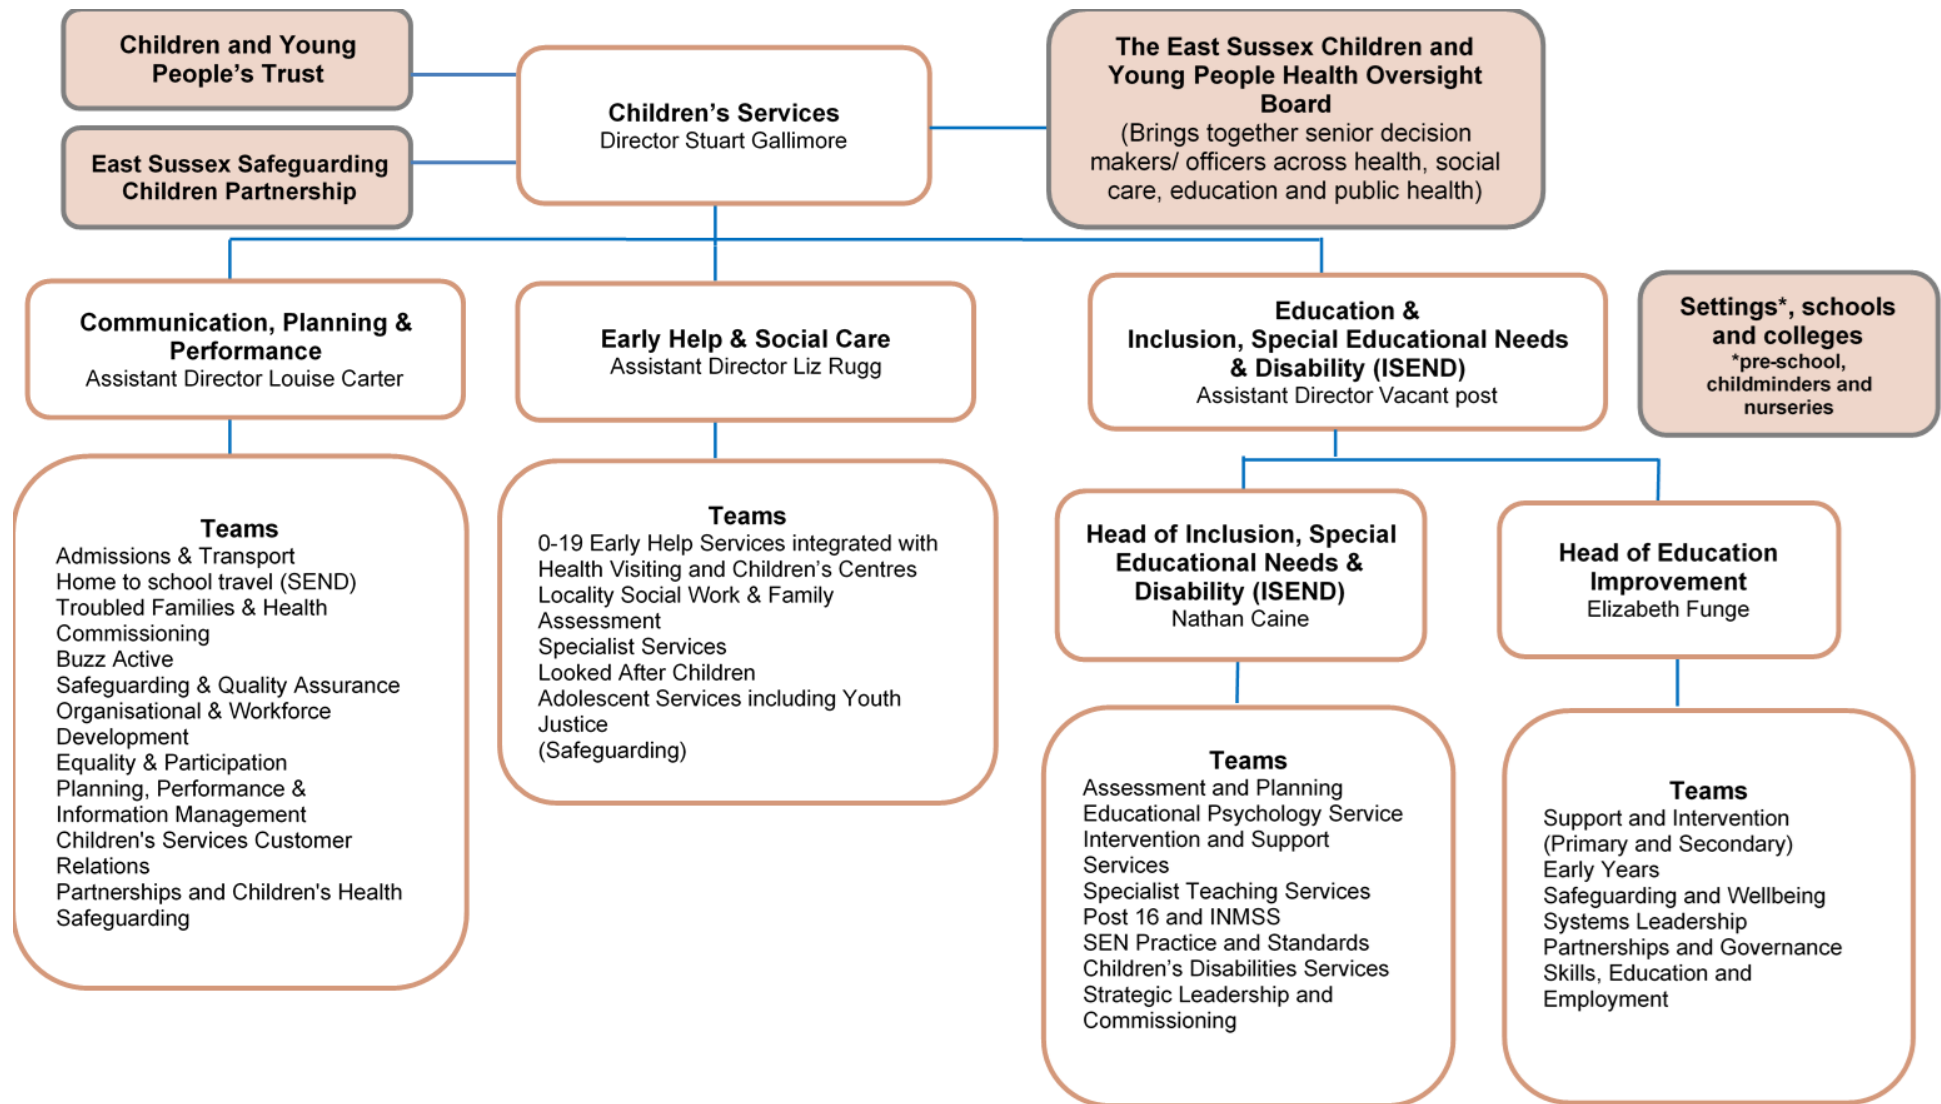 Children and Young
People’s Trust
East Sussex Safeguarding
Children Partnership
Children’s Services
Director Stuart Gallimore
The East Sussex Children and
Young People Health Oversight
Board
(Brings together senior decision
makers/ officers across health, social
care, education and public health)
Communication, Planning &
Performance
Assistant Director Louise Carter
Early Help & Social Care
Assistant Director Liz Rugg
Education &
Inclusion, Special Educational Needs
& Disability (ISEND)
Assistant Director Vacant post
Settings*, schools
and colleges
*pre-school,
childminders and
nurseries
Teams
Admissions & Transport
Home to school travel (SEND)
Troubled Families & Health
Commissioning
Buzz Active
Safeguarding & Quality Assurance
Organisational & Workforce
Development
Equality & Participation
Planning, Performance &
Information Management
Children's Services Customer
Relations
Partnerships and Children's Health
Safeguarding
Teams
0-19 Early Help Services integrated with
Health Visiting and Children’s Centres
Locality Social Work & Family
Assessment
Specialist Services
Looked After Children
Adolescent Services including Youth
Justice
(Safeguarding)
Head of Inclusion, Special
Educational Needs &
Disability (ISEND)
Nathan Caine
Head of Education
Improvement
Elizabeth Funge
Teams
Assessment and Planning
Educational Psychology Service
Intervention and Support
Services
Specialist Teaching Services
Post 16 and INMSS
SEN Practice and Standards
Children’s Disabilities Services
Strategic Leadership and
Commissioning
Teams
Support and Intervention
(Primary and Secondary)
Early Years
Safeguarding and Wellbeing
Systems Leadership
Partnerships and Governance
Skills, Education and
Employment